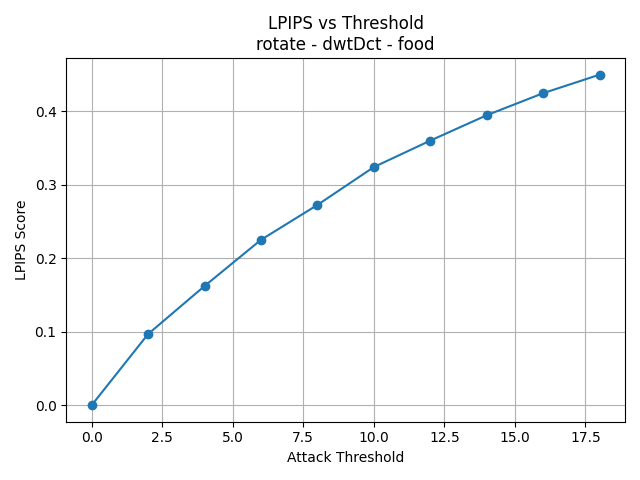 LPIPS vs Threshold
rotate - dwtDct - food
LPIPS Score
0.4
0.3
0.2
0.1
0.0
0.0 2.5 5.0 7.5 10.0 12.5 15.0 17.5
Attack Threshold